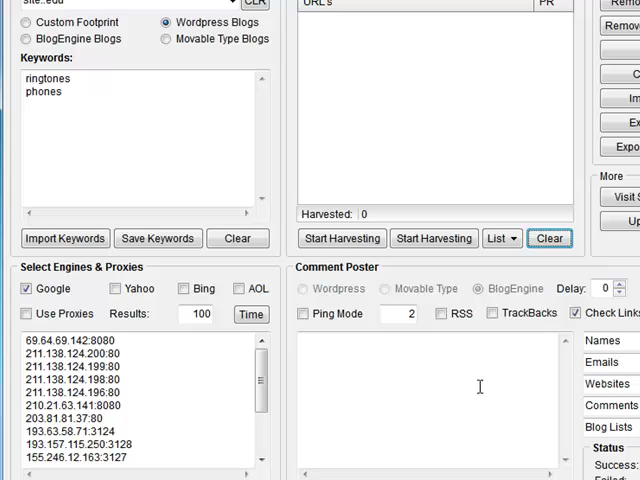 site:.edu
CLR
URL's
PR
Remo
Custom Footprint
Wordpress Blogs
Remove
BlogEngine Blogs
Movable Type Blogs
Keywords:
ringtones
phones
C
Im
Ex
Expo
More
Visit S
Harvested: 0
Up
Import Keywords
Save Keywords
Clear
Start Harvesting
Start Harvesting
List
Clear
Select Engines & Proxies
Comment Poster
Google
Yahoo
Bing
AOL
Wordpress
Movable Type
BlogEngine
Delay: 0
Use Proxies
Results: 100
Time
Ping Mode
2
RSS
TrackBacks
Check Links
69.64.69.142:8080
211.138.124.200:80
211.138.124.199:80
211.138.124.198:80
211.138.124.196:80
210.21.63.141:8080
203.81.81.37:80
193.63.58.71:3124
193.157.115.250:3128
155.246.12.163:3127
Names
Emails
Websites
Comments
Blog Lists
Status
Success:
Failed: